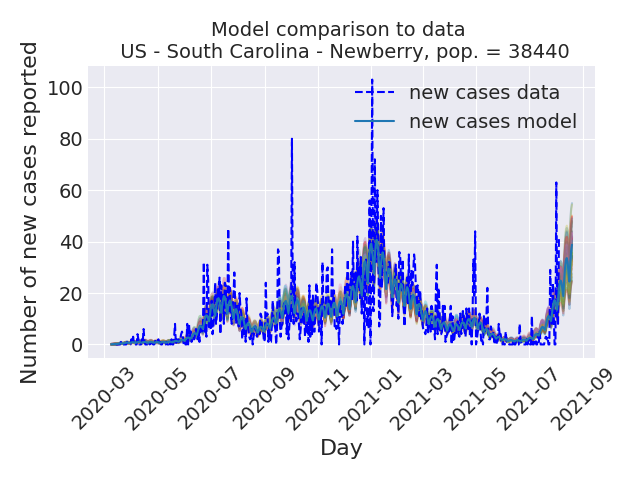 Model comparison to data
US - South Carolina - Newberry, pop. = 38440
Number of new cases reported
100
80
60
40
20
0
new cases data
new cases model
2020-03
2020-05
2020-07
2020-09
2020-11
2021-01
2021-03
2021-05
2021-07
2021-09
Day